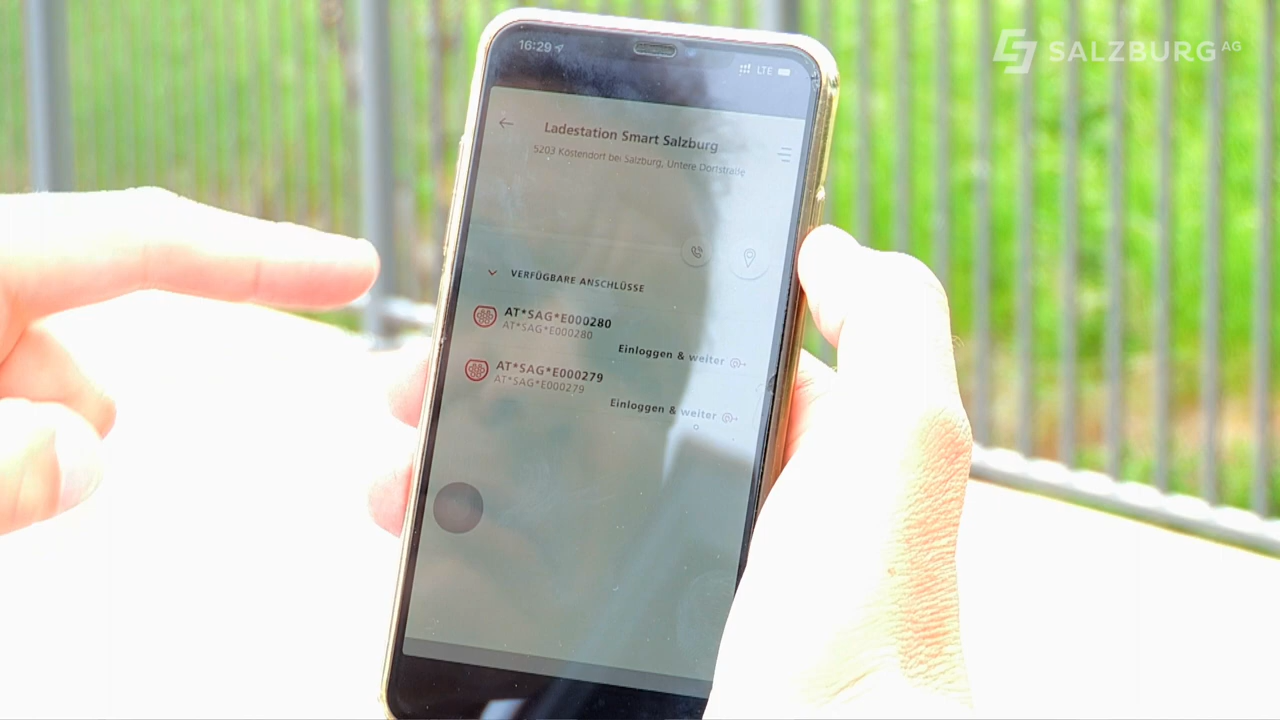 SALZBURG AG
16:29
LTE
Ladestation Smart Salzburg
5203 Köstendorf bei Salzburg, Untere Dorfstraße
VERFÜGBARE ANSCHLÜSSE
AT*SAG*E000280
AT*SAG*E000280
Einloggen & weiter
AT*SAG*E000279
AT*SAG*E000279
Einloggen & weiter